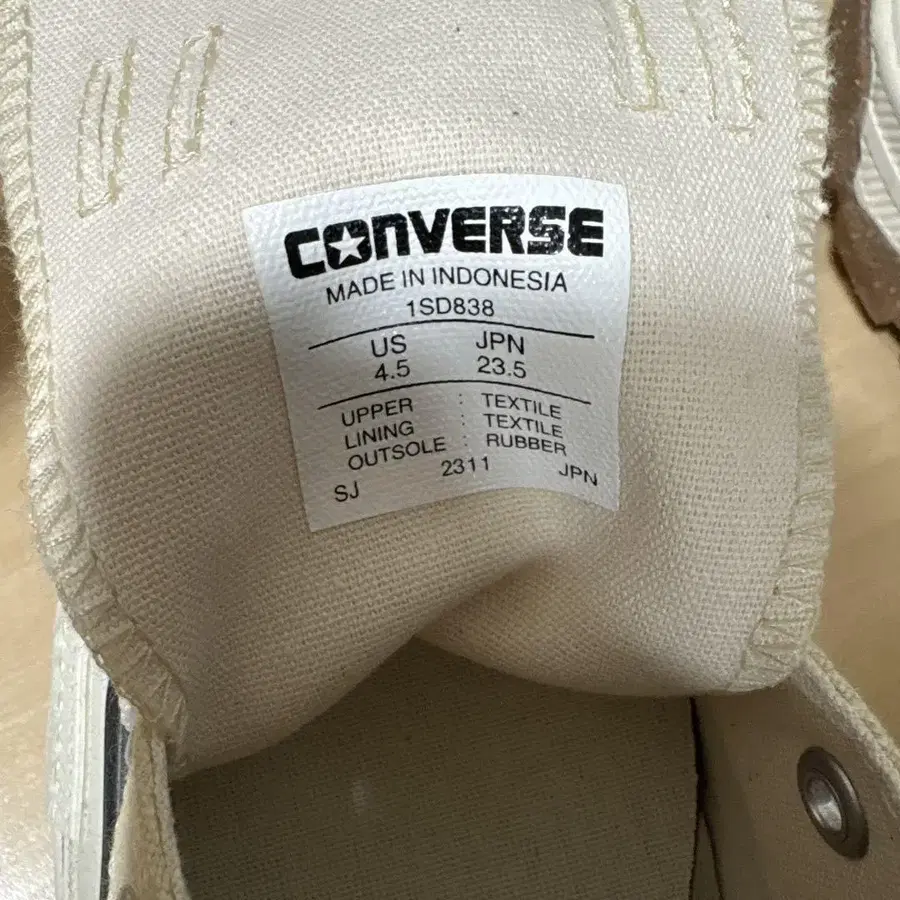 CONVERSE
MADE IN INDONESIA
1SD838
US JPN
4.5 23.5
UPPER : TEXTILE
LINING : TEXTILE
OUTSOLE : RUBBER
SJ 2311 JPN